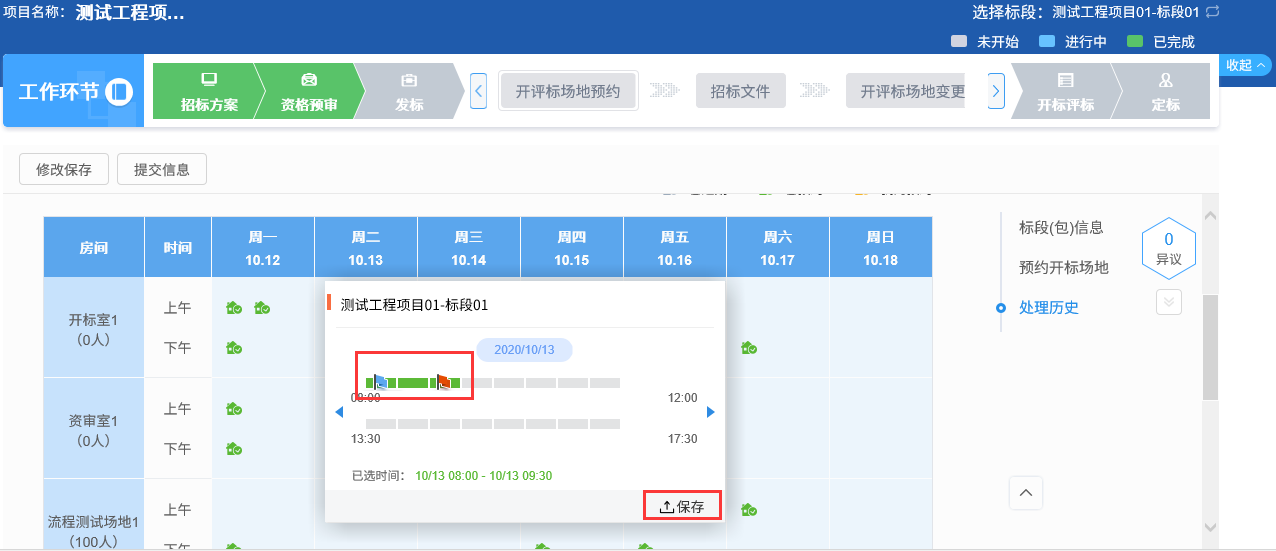 项目名称： 测试工程项...
选择标段：测试工程项目01-标段01
未开始 进行中 已完成
工作环节
招标方案 资格预审 发标
开评标场地预约 招标文件 开评标场地变更
开标评标 定标
收起
修改保存 提交信息
房间 时间 周一 10.12 周二 10.13 周三 10.14 周四 10.15 周五 10.16 周六 10.17 周日 10.18
开标室1
（0人）
上午
下午
资审室1
（0人）
上午
下午
流程测试场地1
（100人）
上午
下午
测试工程项目01-标段01
2020/10/13
08:00 12:00
13:30 17:30
已选时间： 10/13 08:00 - 10/13 09:30
保存
标段(包)信息
预约开标场地
处理历史
0
异议